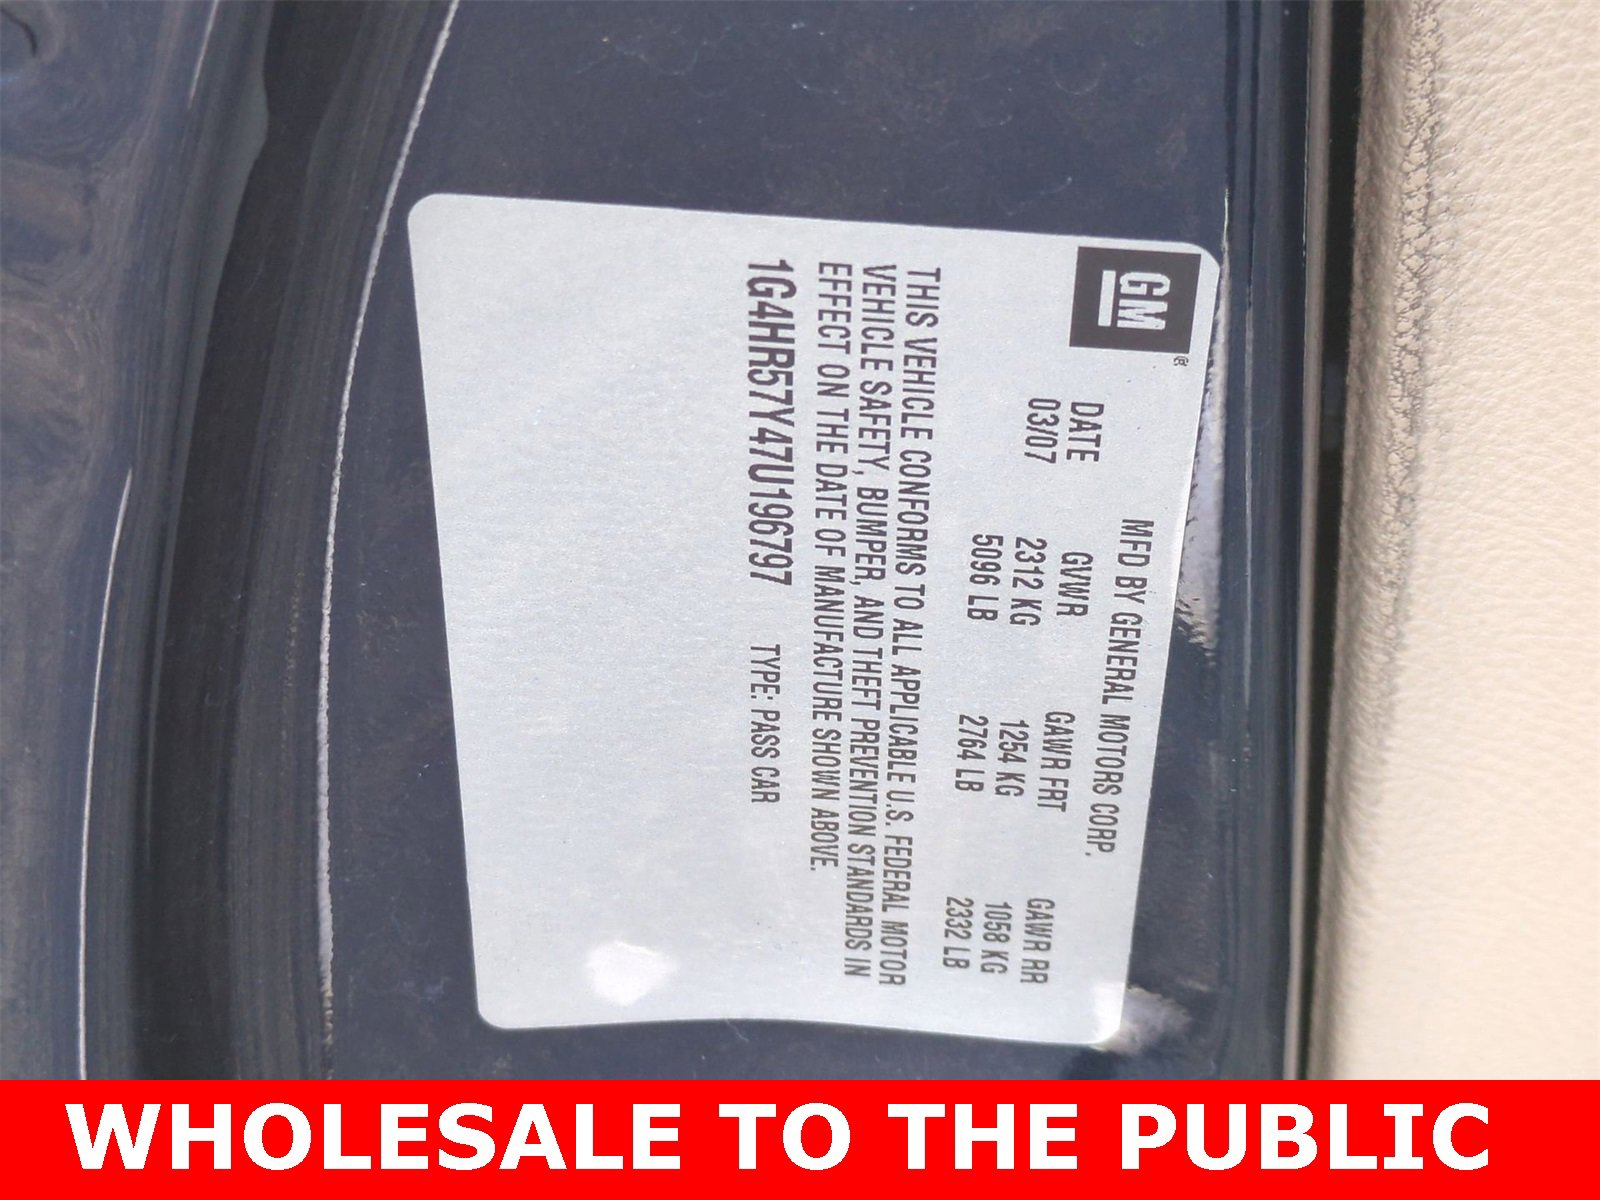 GM®
MFD BY GENERAL MOTORS CORP.
DATE GVWR GAWR FRT GAWR RR
03/07 2312 KG 1254 KG 1058 KG
5096 LB 2764 LB 2332 LB
THIS VEHICLE CONFORMS TO ALL APPLICABLE U.S. FEDERAL MOTOR
VEHICLE SAFETY, BUMPER, AND THEFT PREVENTION STANDARDS IN
EFFECT ON THE DATE OF MANUFACTURE SHOWN ABOVE.
1G4HR57Y47U196797 TYPE: PASS CAR
WHOLESALE TO THE PUBLIC